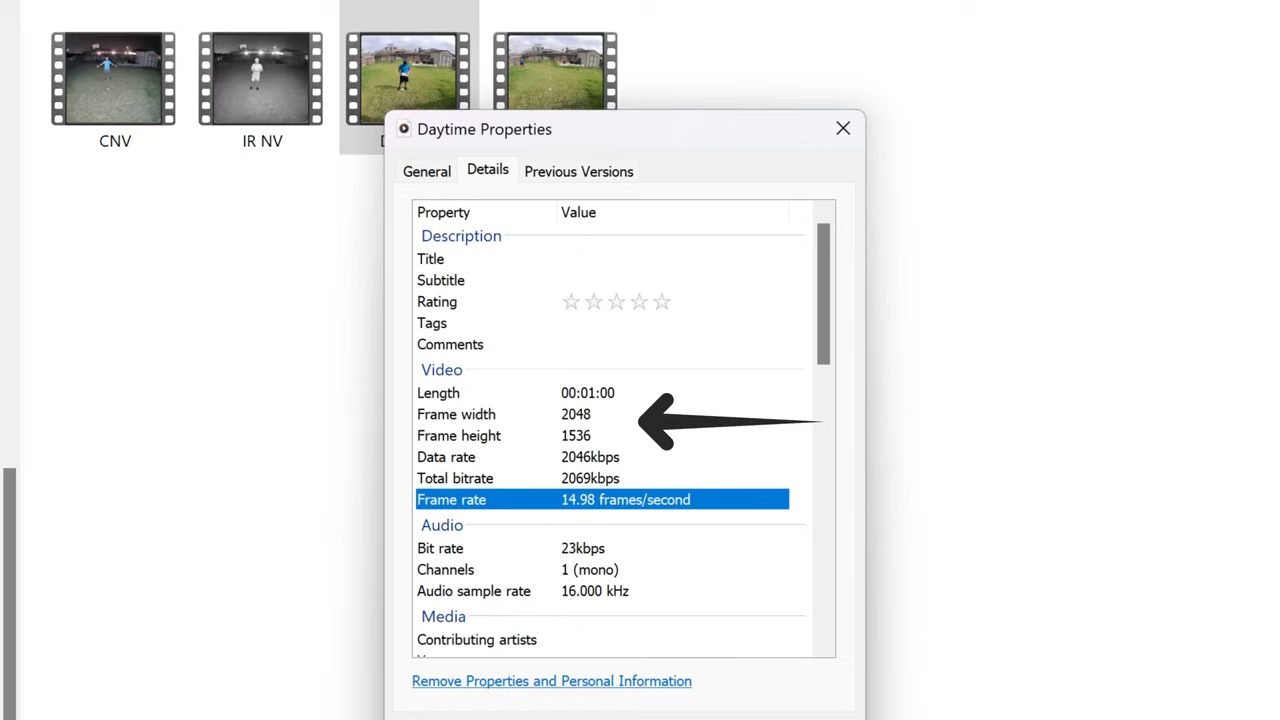 CNV
IR NV
Daytime Properties
General
Details
Previous Versions
Property Value
Description
Title
Subtitle
Rating
Tags
Comments
Video
Length 00:01:00
Frame width 2048
Frame height 1536
Data rate 2046kbps
Total bitrate 2069kbps
Frame rate 14.98 frames/second
Audio
Bit rate 23kbps
Channels 1 (mono)
Audio sample rate 16.000 kHz
Media
Contributing artists
Remove Properties and Personal Information